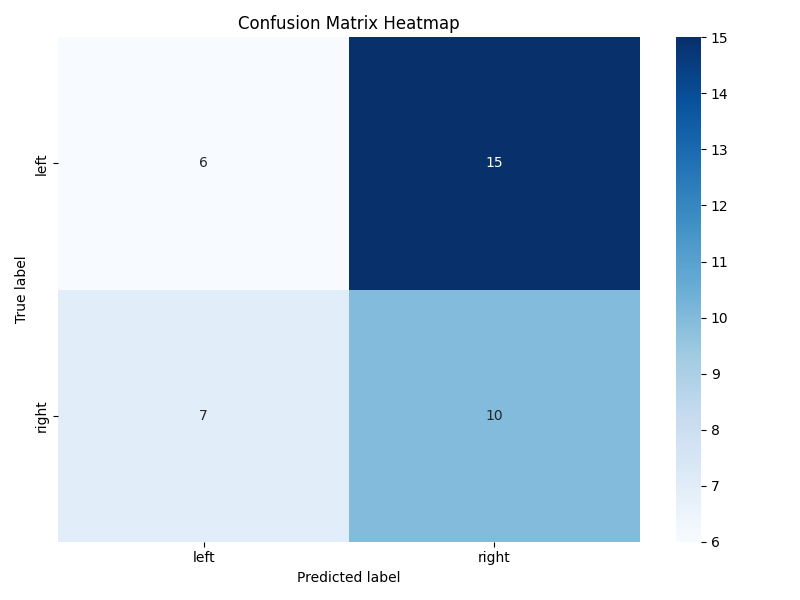 Confusion Matrix Heatmap
True label
left
right
6
15
7
10
left
right
Predicted label
15
14
13
12
11
10
9
8
7
6